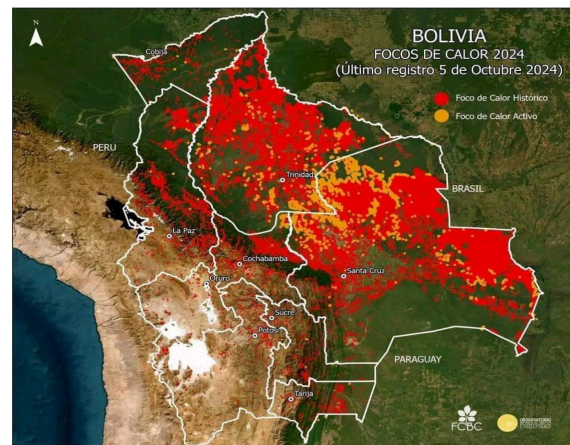 N
BOLIVIA
FOCOS DE CALOR 2024
(Último registro 5 de Octubre 2024)
Foco de Calor Histórico
Foco de Calor Activo
Cobija
PERU
BRASIL
Trinidad
La Paz
Cochabamba
Santa Cruz
Oruro
Sucre
Potosí
PARAGUAY
Tarija
FCBC
OBSERVATORIO